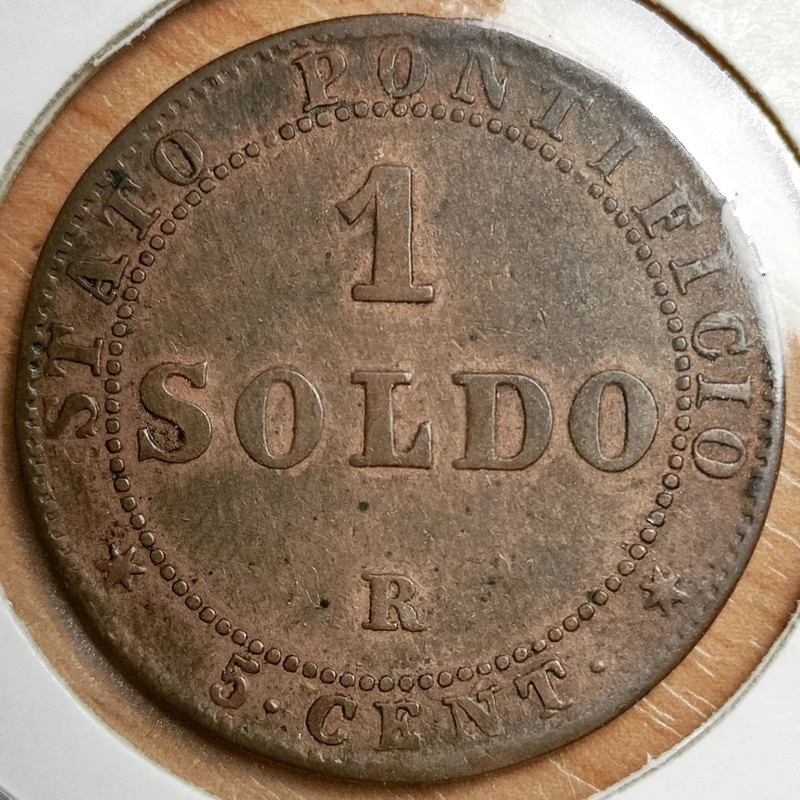 STATO PONTIFICIO
1
SOLDO
R
5· CENT·